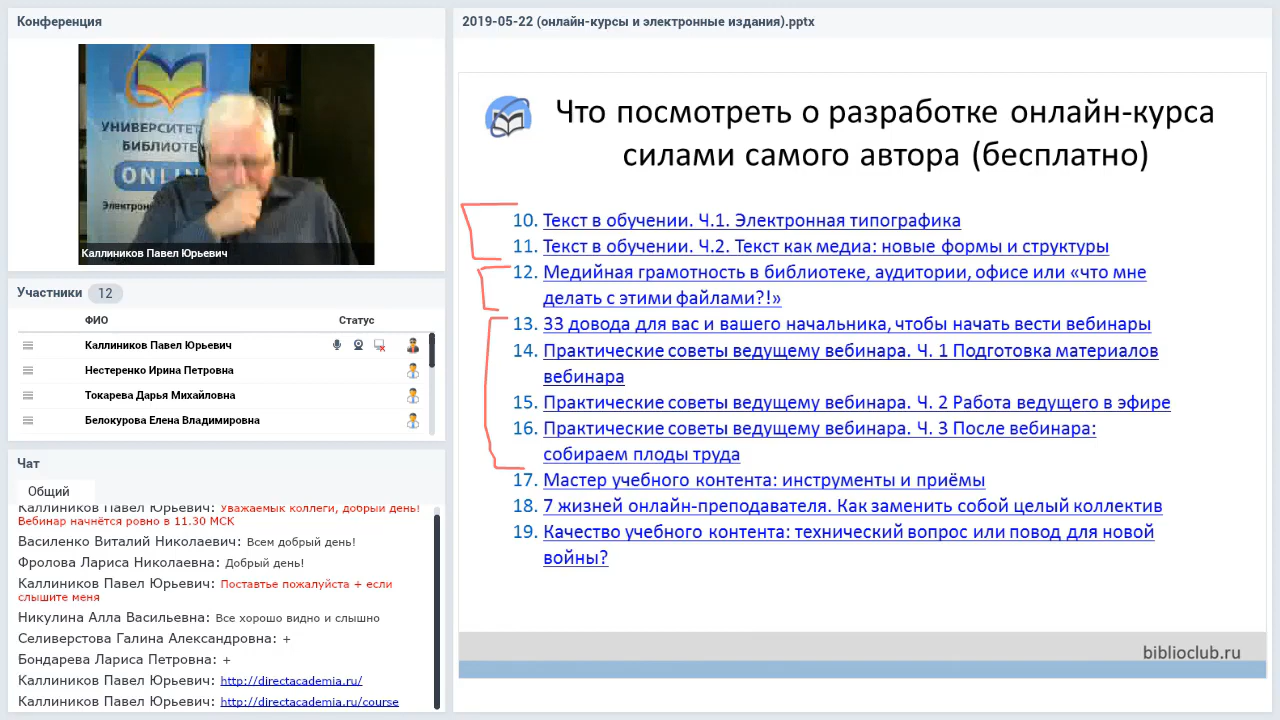 Конференция
УНИВЕРСИТЕТ
БИБЛИОТЕ
ONLIN
Электрон
Каллиников Павел Юрьевич
Участники 12
ФИО Статус
Каллиников Павел Юрьевич
Нестеренко Ирина Петровна
Токарева Дарья Михайловна
Белокурова Елена Владимировна
Чат
Общий
Каллиников Павел Юрьевич: Уважаемык коллеги, добрый день!
Вебинар начнётся ровно в 11.30 МСК
Василенко Виталий Николаевич: Всем добрый день!
Фролова Лариса Николаевна: Добрый день!
Каллиников Павел Юрьевич: Поставтье пожалуйста + если
слышите меня
Никулина Алла Васильевна: Все хорошо видно и слышно
Селиверстова Галина Александровна: +
Бондарева Лариса Петровна: +
Каллиников Павел Юрьевич: http://directacademia.ru/
Каллиников Павел Юрьевич: http://directacademia.ru/course
2019-05-22 (онлайн-курсы и электронные издания).pptx
Что посмотреть о разработке онлайн-курса
силами самого автора (бесплатно)
10. Текст в обучении. Ч.1. Электронная типографика
11. Текст в обучении. Ч.2. Текст как медиа: новые формы и структуры
12. Медийная грамотность в библиотеке, аудитории, офисе или «что мне
делать с этими файлами?!»
13. 33 довода для вас и вашего начальника, чтобы начать вести вебинары
14. Практические советы ведущему вебинара. Ч. 1 Подготовка материалов
вебинара
15. Практические советы ведущему вебинара. Ч. 2 Работа ведущего в эфире
16. Практические советы ведущему вебинара. Ч. 3 После вебинара:
собираем плоды труда
17. Мастер учебного контента: инструменты и приёмы
18. 7 жизней онлайн-преподавателя. Как заменить собой целый коллектив
19. Качество учебного контента: технический вопрос или повод для новой
войны?
biblioclub.ru